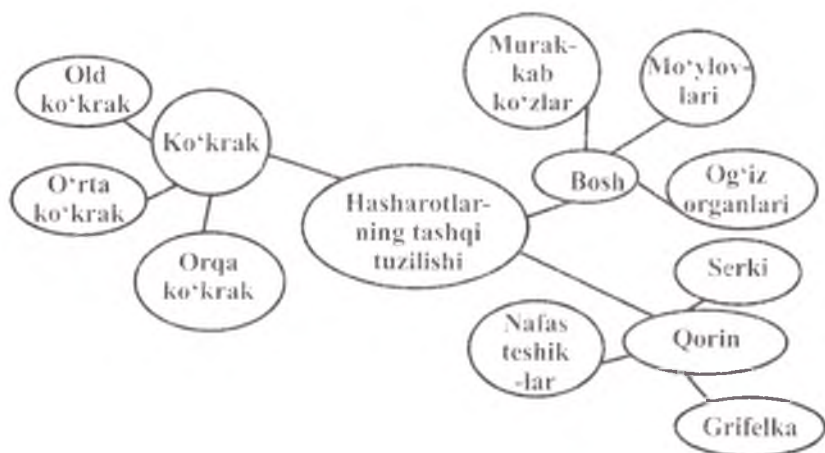 Murak-
kab
ko‘zlar
Mo‘ylov-
lari
Old
ko‘krak
Ko‘krak
O‘rta
ko‘krak
Orqa
ko‘krak
Hasharotlar-
ning tashqi
tuzilishi
Bosh
Og‘iz
organlari
Serki
Nafas
teshik
-lar
Qorin
Grifelka